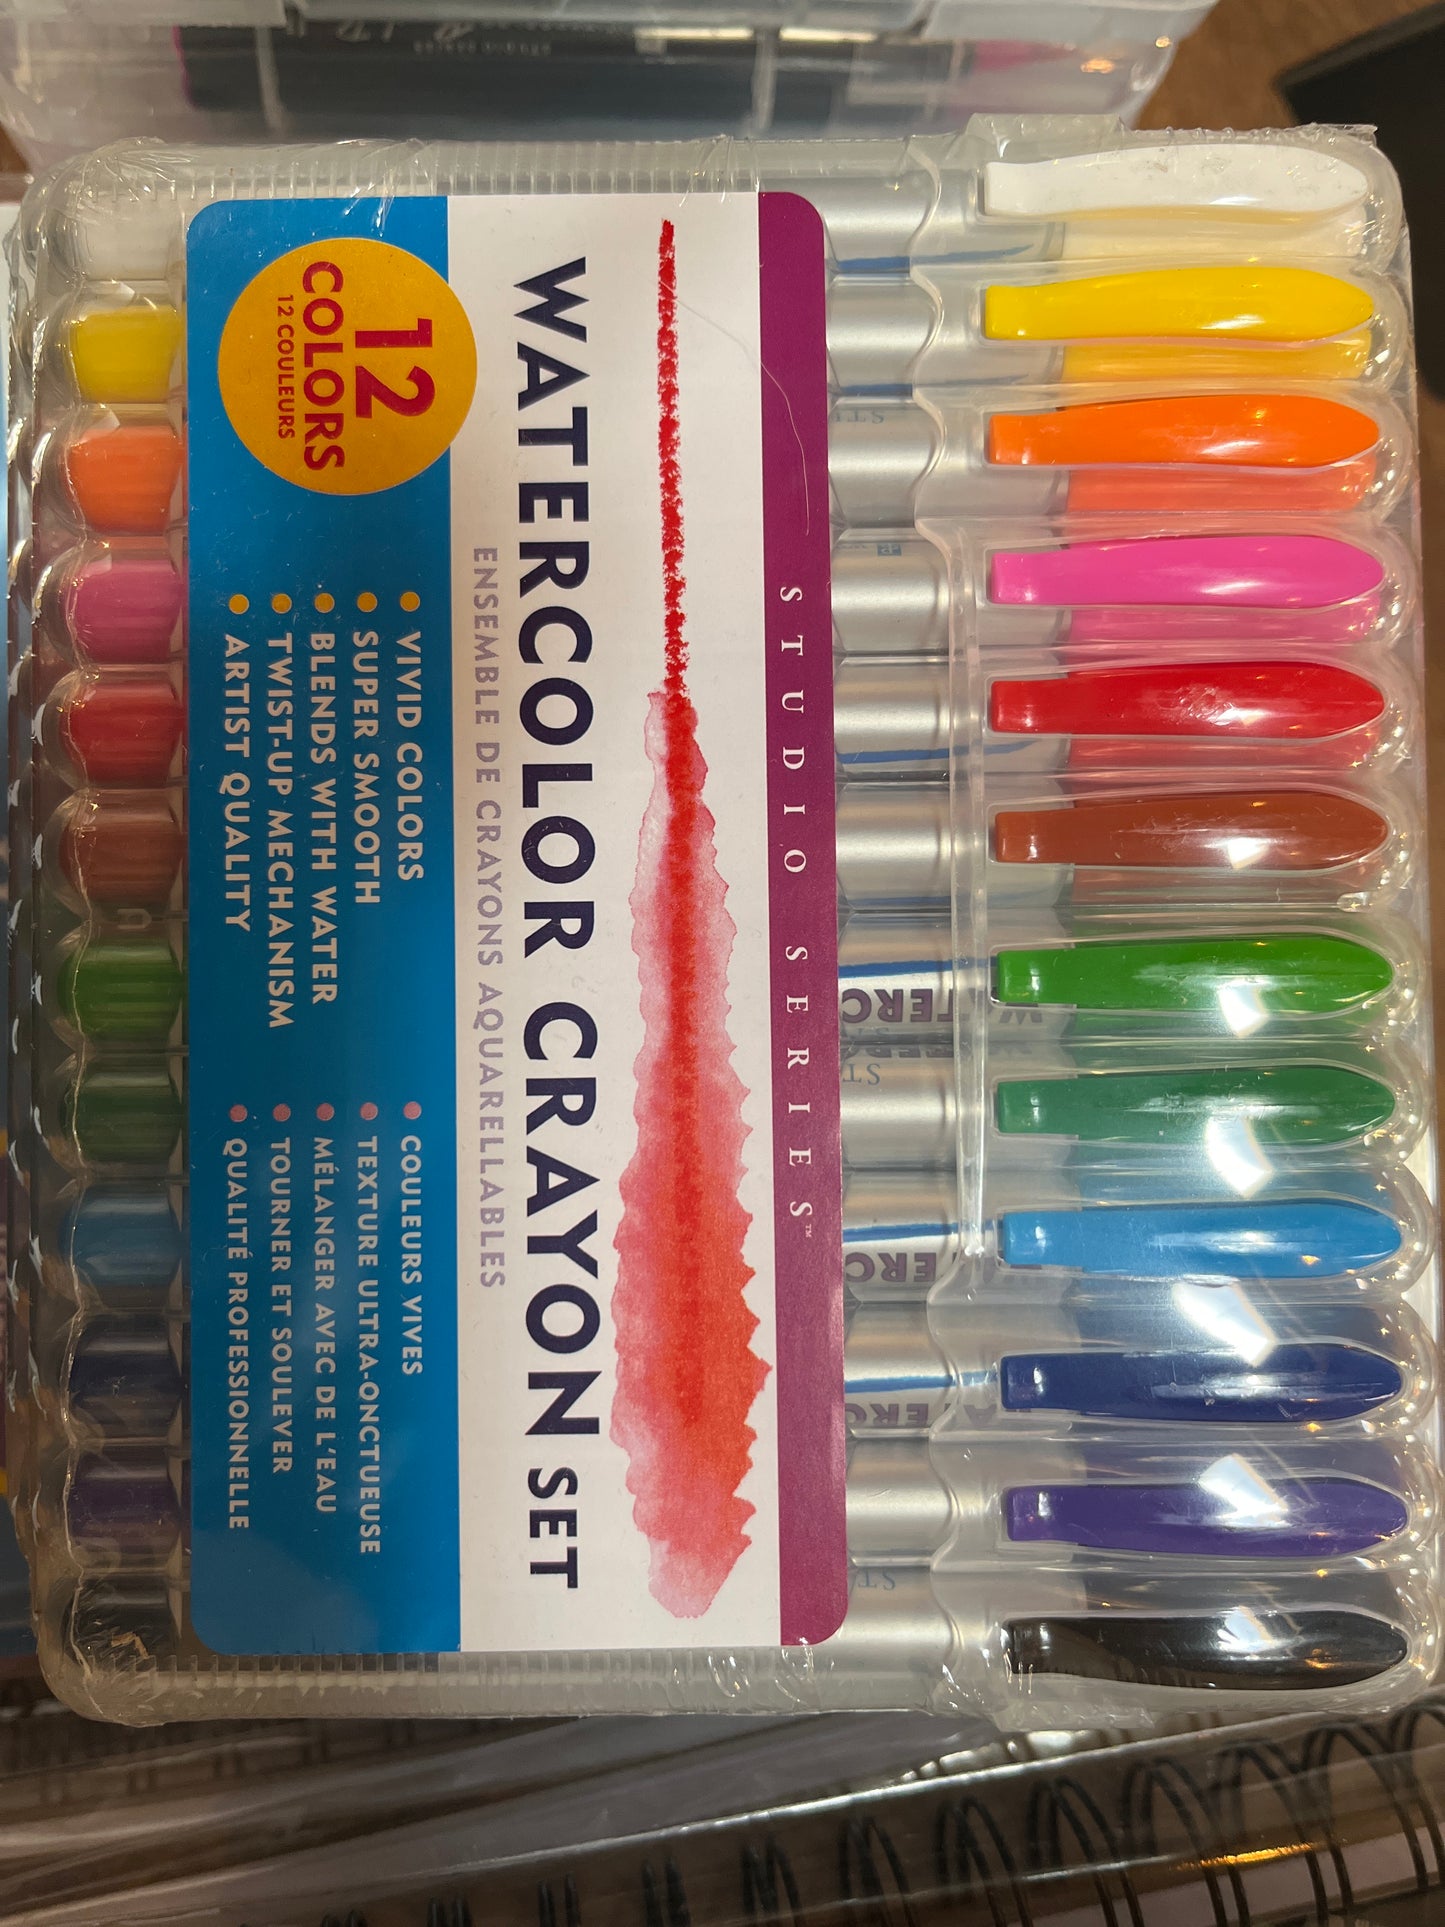 STUDIO SERIES™
WATERCOLOR CRAYON SET
ENSEMBLE DE CRAYONS AQUARELLABLES
12
COLORS
12 COULEURS
VIVID COLORS
SUPER SMOOTH
BLENDS WITH WATER
TWIST-UP MECHANISM
ARTIST QUALITY
COULEURS VIVES
TEXTURE ULTRA-ONCTUEUSE
MÉLANGER AVEC DE L'EAU
TOURNER ET SOULEVER
QUALITÉ PROFESSIONNELLE